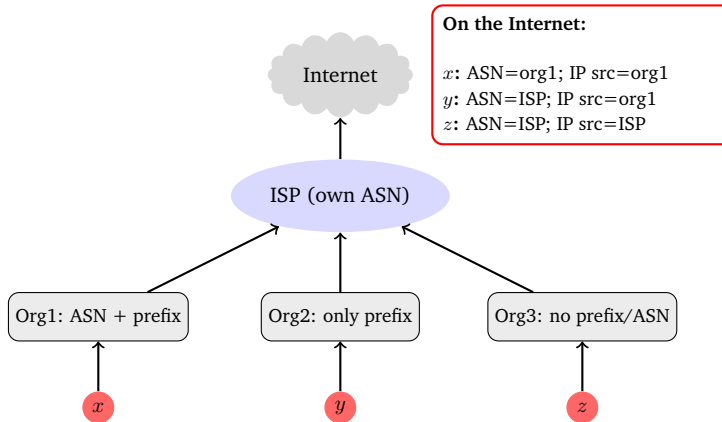 On the Internet:
x: ASN=org1; IP src=org1
y: ASN=ISP; IP src=org1
z: ASN=ISP; IP src=ISP
Internet
ISP (own ASN)
Org1: ASN + prefix
Org2: only prefix
Org3: no prefix/ASN
x
y
z